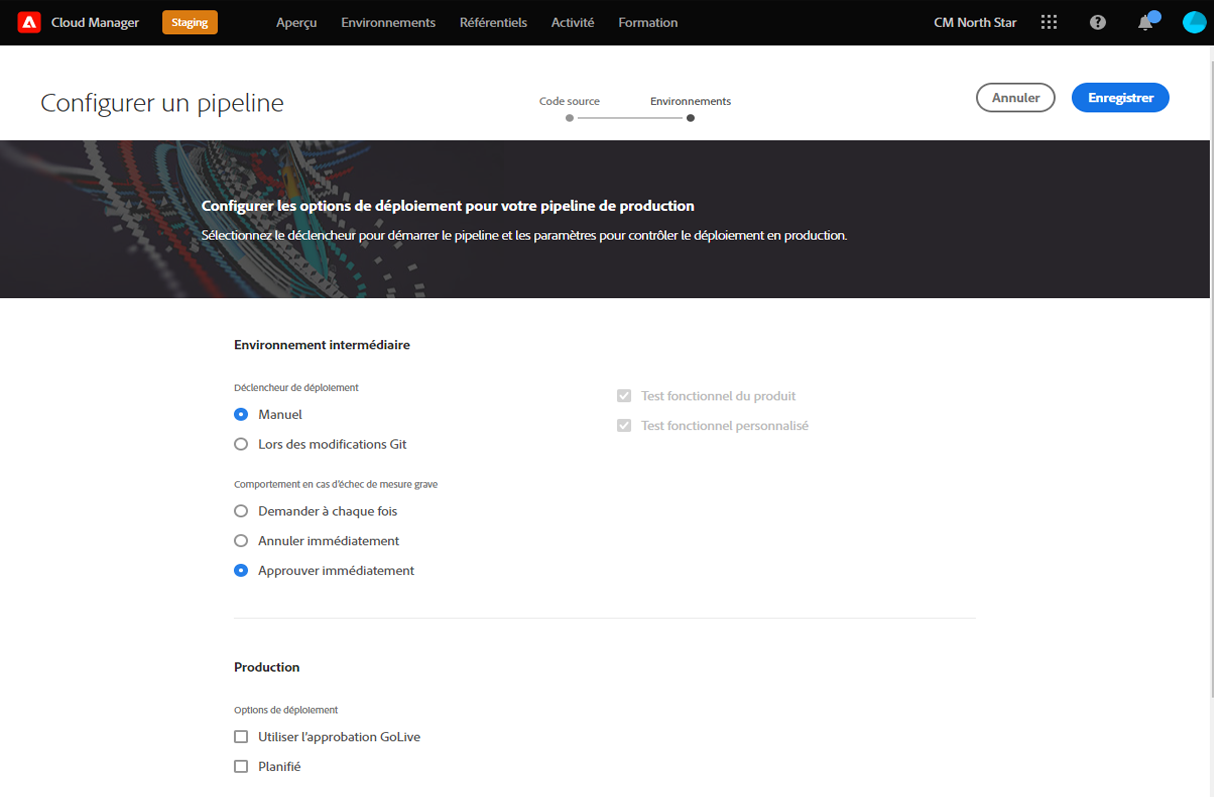 Cloud Manager
Staging
Aperçu
Environnements
Référentiels
Activité
Formation
CM North Star
Configurer un pipeline
Code source
Environnements
Annuler
Enregistrer
Configurer les options de déploiement pour votre pipeline de production
Sélectionnez le déclencheur pour démarrer le pipeline et les paramètres pour contrôler le déploiement en production.
Environnement intermédiaire
Déclencheur de déploiement
Manuel
Lors des modifications Git
Test fonctionnel du produit
Test fonctionnel personnalisé
Comportement en cas d'échec de mesure grave
Demander à chaque fois
Annuler immédiatement
Approuver immédiatement
Production
Options de déploiement
Utiliser l'approbation GoLive
Planifié